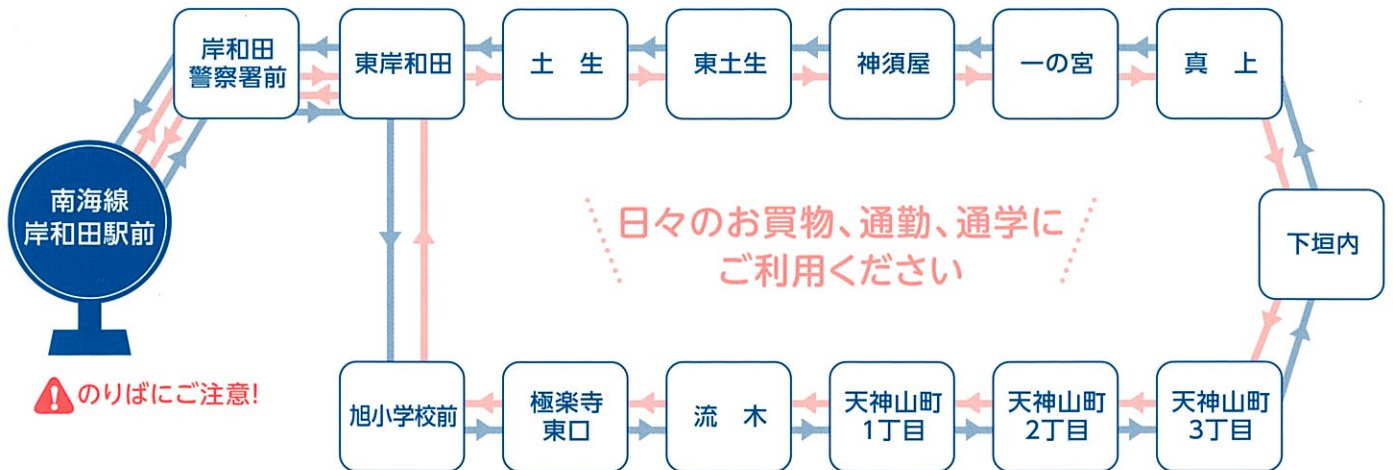 岸和田
警察署前
東岸和田
土 生
東土生
神須屋
一の宮
真 上
南海線
岸和田駅前
日々のお買物、通勤、通学に
ご利用ください
下垣内
のりばにご注意!
旭小学校前
極楽寺
東口
流 木
天神山町
1丁目
天神山町
2丁目
天神山町
3丁目